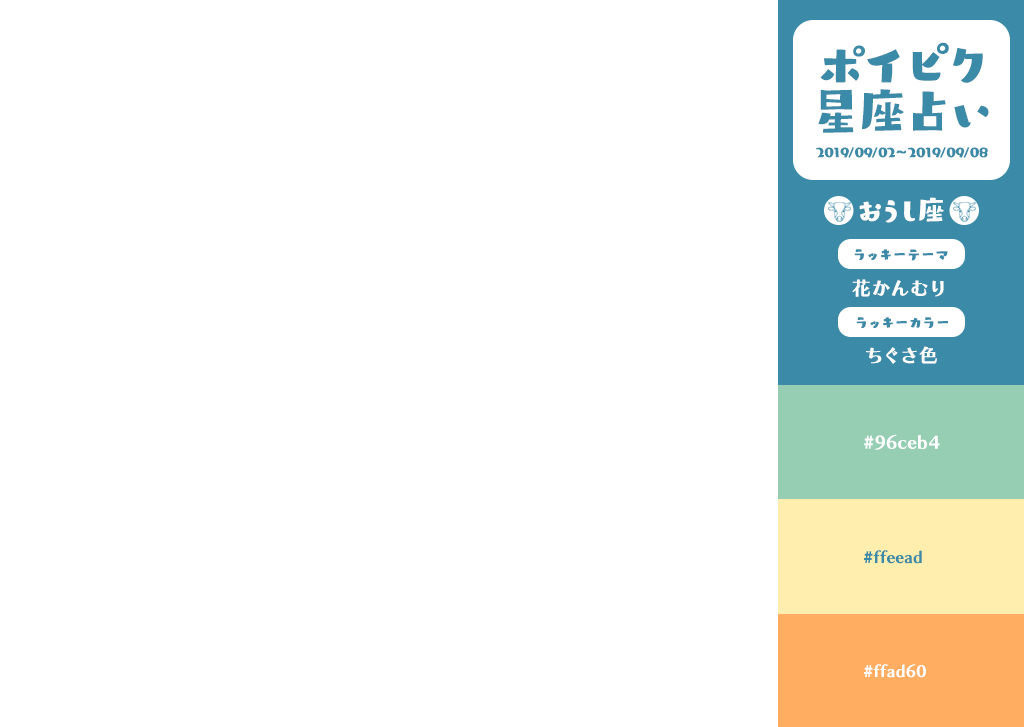 ポイピク
星座占い
2019/09/02~2019/09/08
おうし座
ラッキーテーマ
花かんむり
ラッキーカラー
ちぐさ色
#96ceb4
#ffeead
#ffad60